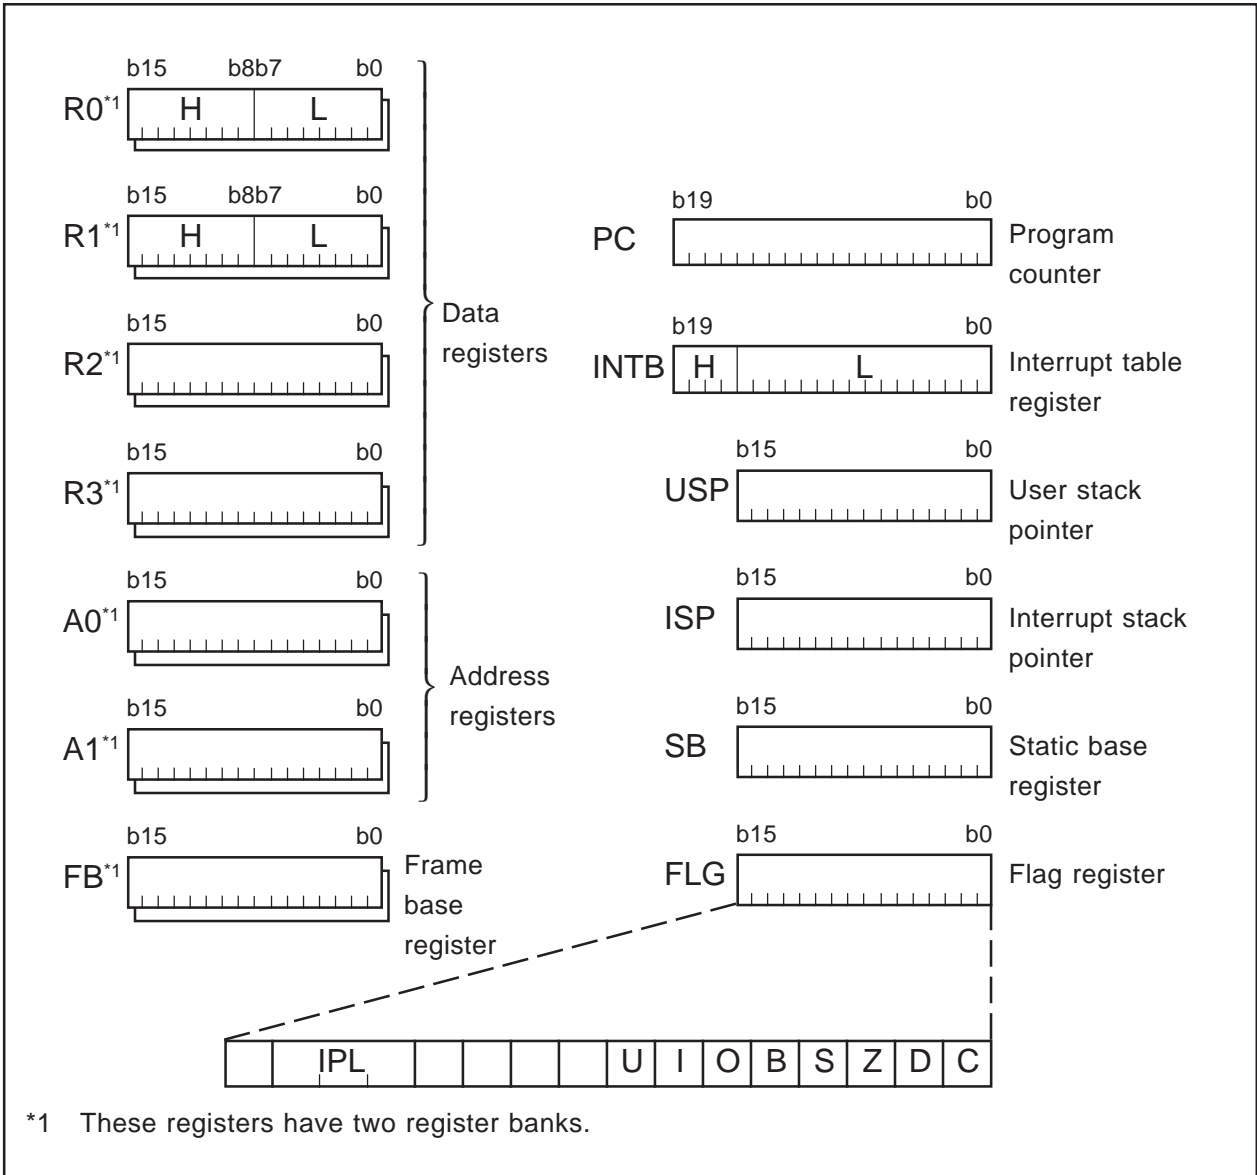 b15 b8b7 b0
R0*1 H L
b15 b8b7 b0
R1*1 H L
b15 b0
R2*1
b15 b0
R3*1
Data
registers
b15 b0
A0*1
b15 b0
A1*1
Address
registers
b15 b0
FB*1
Frame
base
register
b19 b0
PC
Program
counter
b19 b0
INTB H L
Interrupt table
register
b15 b0
USP
User stack
pointer
b15 b0
ISP
Interrupt stack
pointer
b15 b0
SB
Static base
register
b15 b0
FLG
Flag register
IPL U I O B S Z D C
*1 These registers have two register banks.